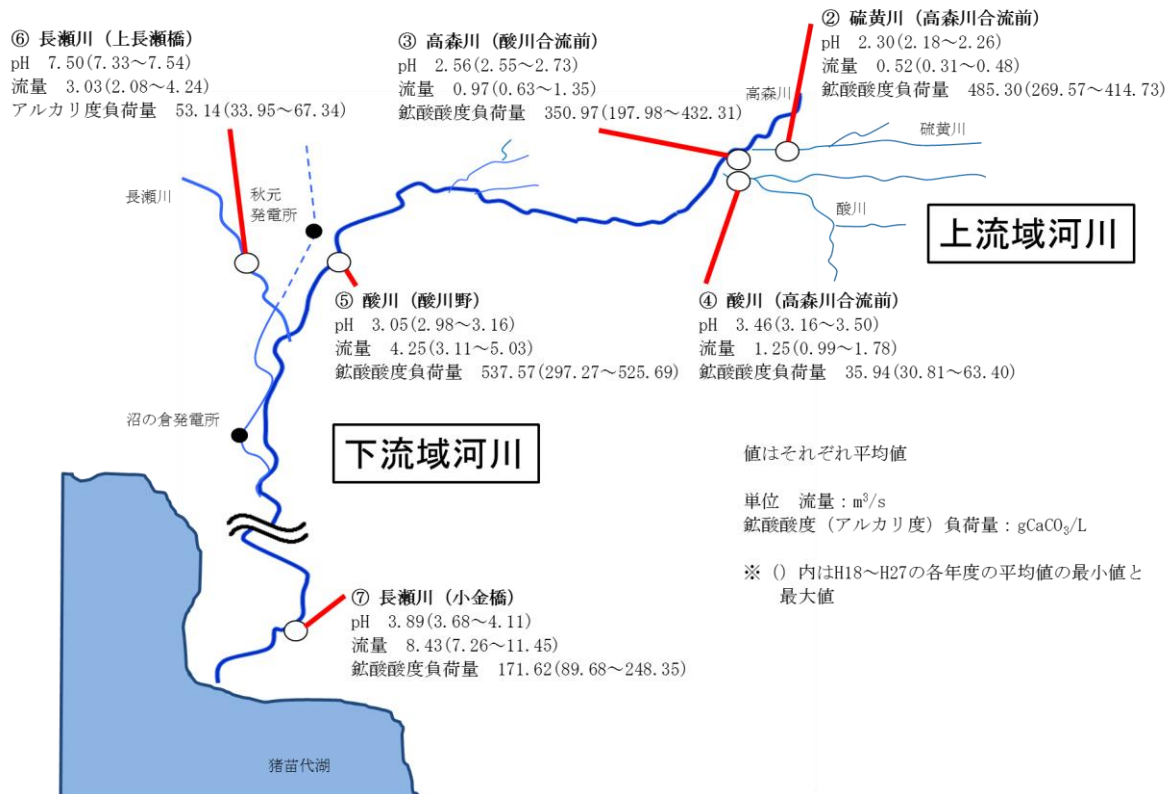 ⑥ 長瀬川（上長瀬橋）
pH 7.50(7.33～7.54)
流量 3.03(2.08～4.24)
アルカリ度負荷量 53.14(33.95～67.34)
③ 高森川（酸川合流前）
pH 2.56(2.55～2.73)
流量 0.97(0.63～1.35)
鉱酸酸度負荷量 350.97(197.98～432.31)
② 硫黄川（高森川合流前）
pH 2.30(2.18～2.26)
流量 0.52(0.31～0.48)
鉱酸酸度負荷量 485.30(269.57～414.73)
高森川
硫黄川
長瀬川
秋元
発電所
酸川
上流域河川
⑤ 酸川（酸川野）
pH 3.05(2.98～3.16)
流量 4.25(3.11～5.03)
鉱酸酸度負荷量 537.57(297.27～525.69)
④ 酸川（高森川合流前）
pH 3.46(3.16～3.50)
流量 1.25(0.99～1.78)
鉱酸酸度負荷量 35.94(30.81～63.40)
沼の倉発電所
下流域河川
値はそれぞれ平均値
単位 流量：m³/s
鉱酸酸度（アルカリ度）負荷量：gCaCO₃/L
※（）内はH18～H27の各年度の平均値の最小値と
最大値
⑦ 長瀬川（小金橋）
pH 3.89(3.68～4.11)
流量 8.43(7.26～11.45)
鉱酸酸度負荷量 171.62(89.68～248.35)
猪苗代湖